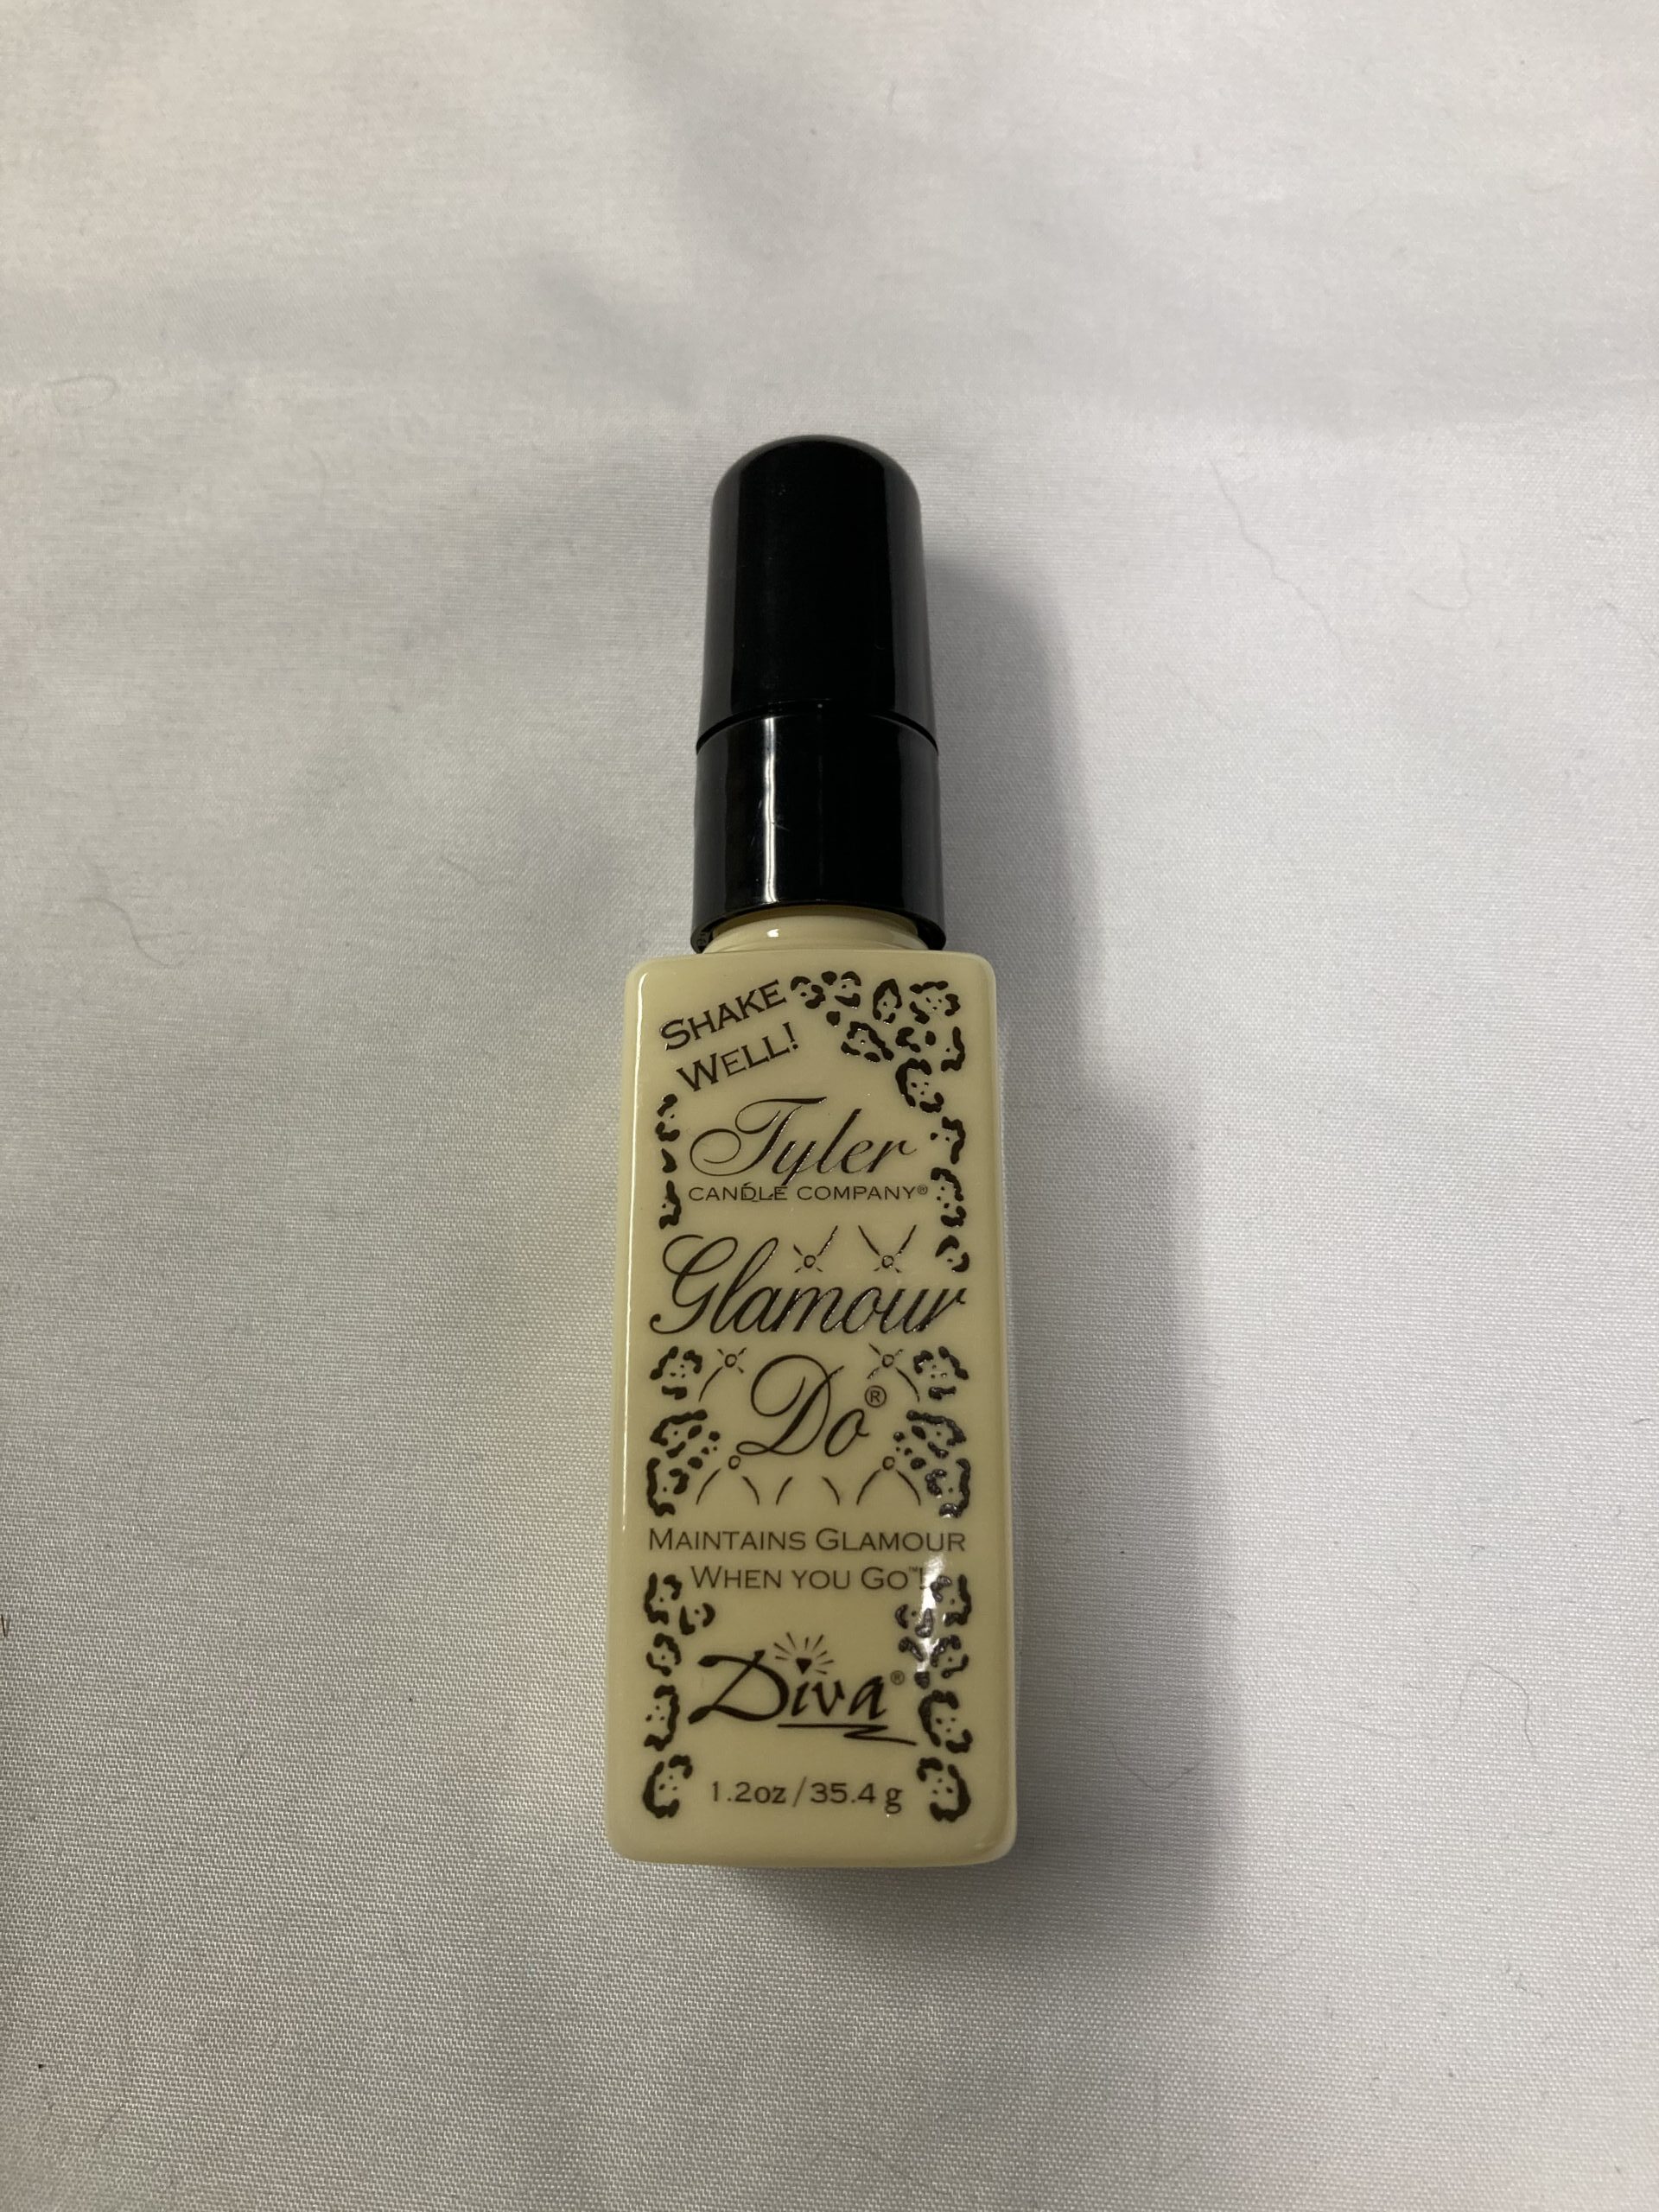 SHAKE
WELL!
Tyler
CANDLE COMPANY®
Glamour
Do®
MAINTAINS GLAMOUR
WHEN YOU GO™!
Diva®
1.2oz/35.4 g